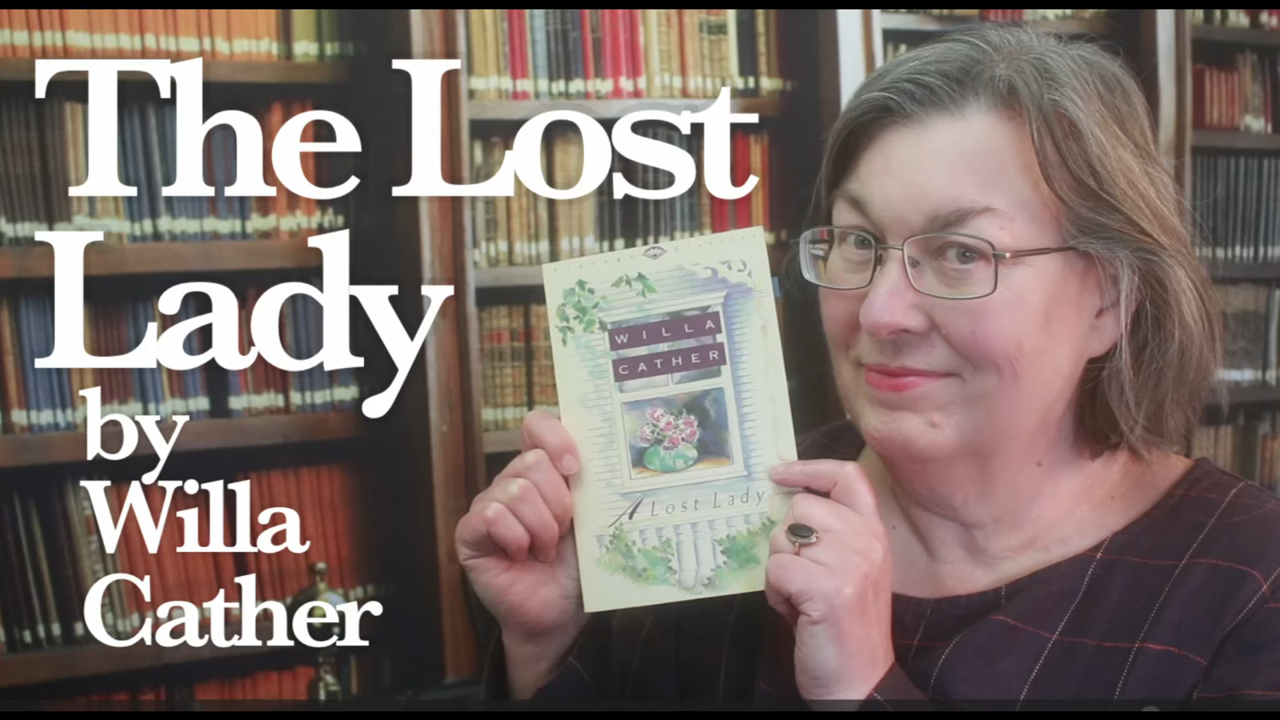 The Lost
Lady
by
Willa
Cather
WILLA
CATHER
A Lost Lady